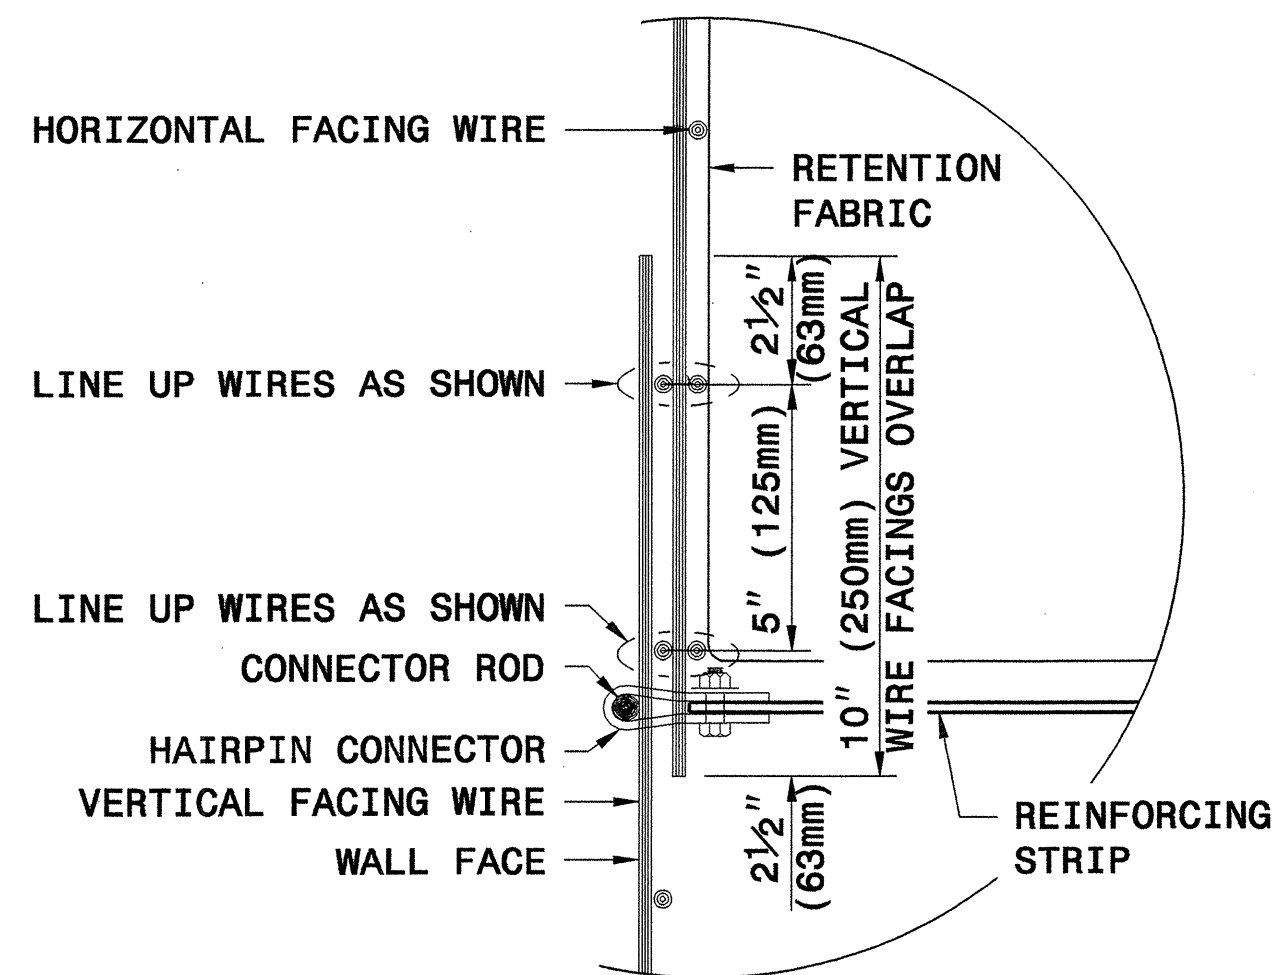 HORIZONTAL FACING WIRE
RETENTION
FABRIC
2½"
(63mm)
LINE UP WIRES AS SHOWN
5" (125mm)
10" (250mm) VERTICAL
WIRE FACINGS OVERLAP
LINE UP WIRES AS SHOWN
CONNECTOR ROD
HAIRPIN CONNECTOR
VERTICAL FACING WIRE
WALL FACE
2½"
(63mm)
REINFORCING
STRIP